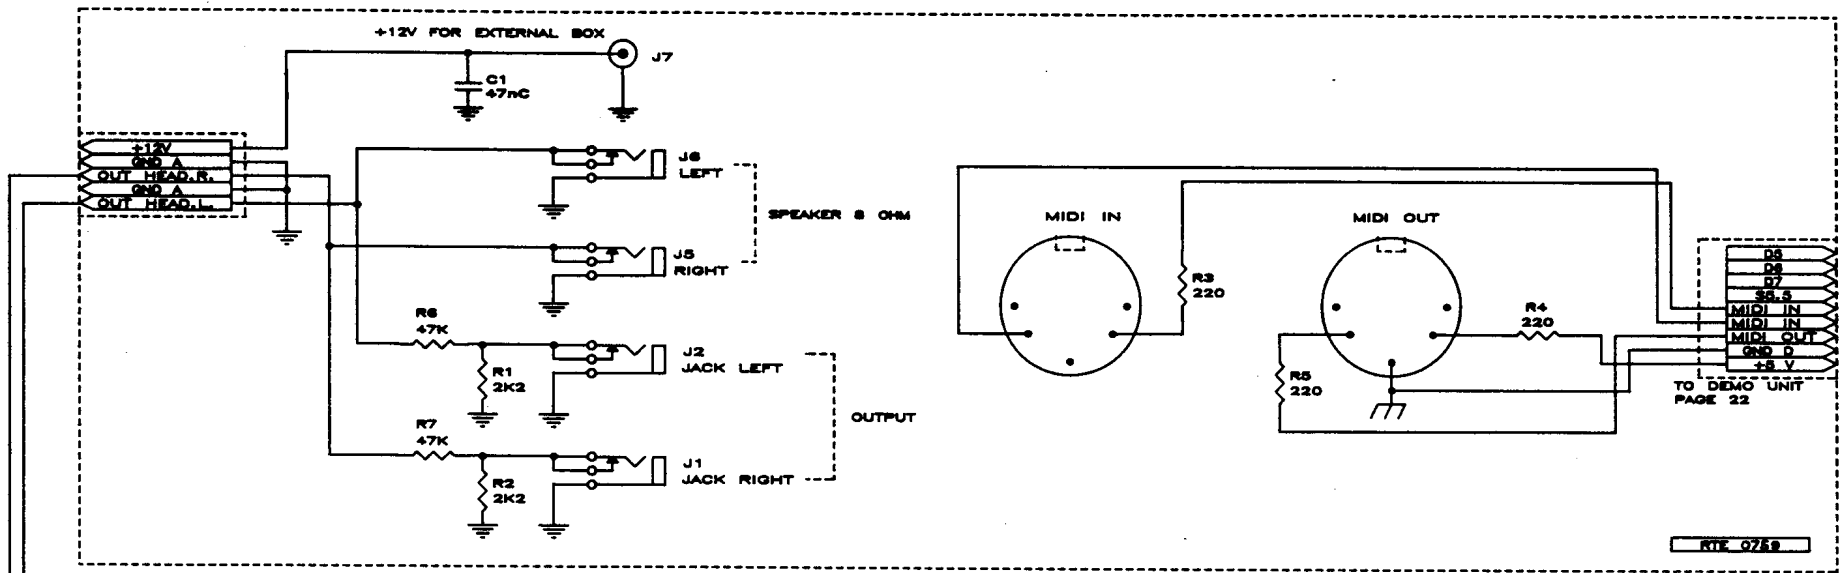 +12V FOR EXTERNAL BOX
J7
C1
47nC
+12V
GND A
OUT HEAD.R.
GND A
OUT HEAD.L.
J6
LEFT
SPEAKER 8 OHM
J5
RIGHT
R6
47K
R1
2K2
J2
JACK LEFT
OUTPUT
R7
47K
R2
2K2
J1
JACK RIGHT
MIDI IN
R3
220
MIDI OUT
R4
220
R5
220
D5
D6
D7
S5.5
MIDI IN
MIDI IN
MIDI OUT
GND D
+5 V
TO DEMO UNIT
PAGE 22
RTE 0759